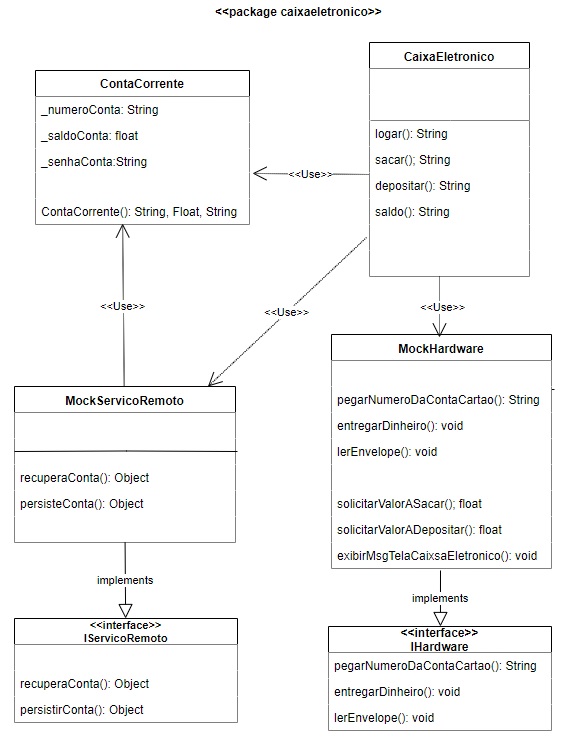 <<package caixaeletronico>>
ContaCorrente
_numeroConta: String
_saldoConta: float
_senhaConta:String
ContaCorrente(): String, Float, String
CaixaEletronico
logar(): String
sacar(); String
depositar(): String
saldo(): String
<<Use>>
<<Use>>
<<Use>>
<<Use>>
MockServicoRemoto
recuperaConta(): Object
persisteConta(): Object
MockHardware
pegarNumeroDaContaCartao(): String
entregarDinheiro(): void
lerEnvelope(): void
solicitarValorASacar(; float
solicitarValorADepositar(): float
exibirMsgTelaCaixsaEletronico(): void
implements
implements
<<interface>>
IServicoRemoto
recuperaConta(): Object
persistirConta(): Object
<<interface>>
IHardware
pegarNumeroDaContaCartao(): String
entregarDinheiro(): void
lerEnvelope(): void